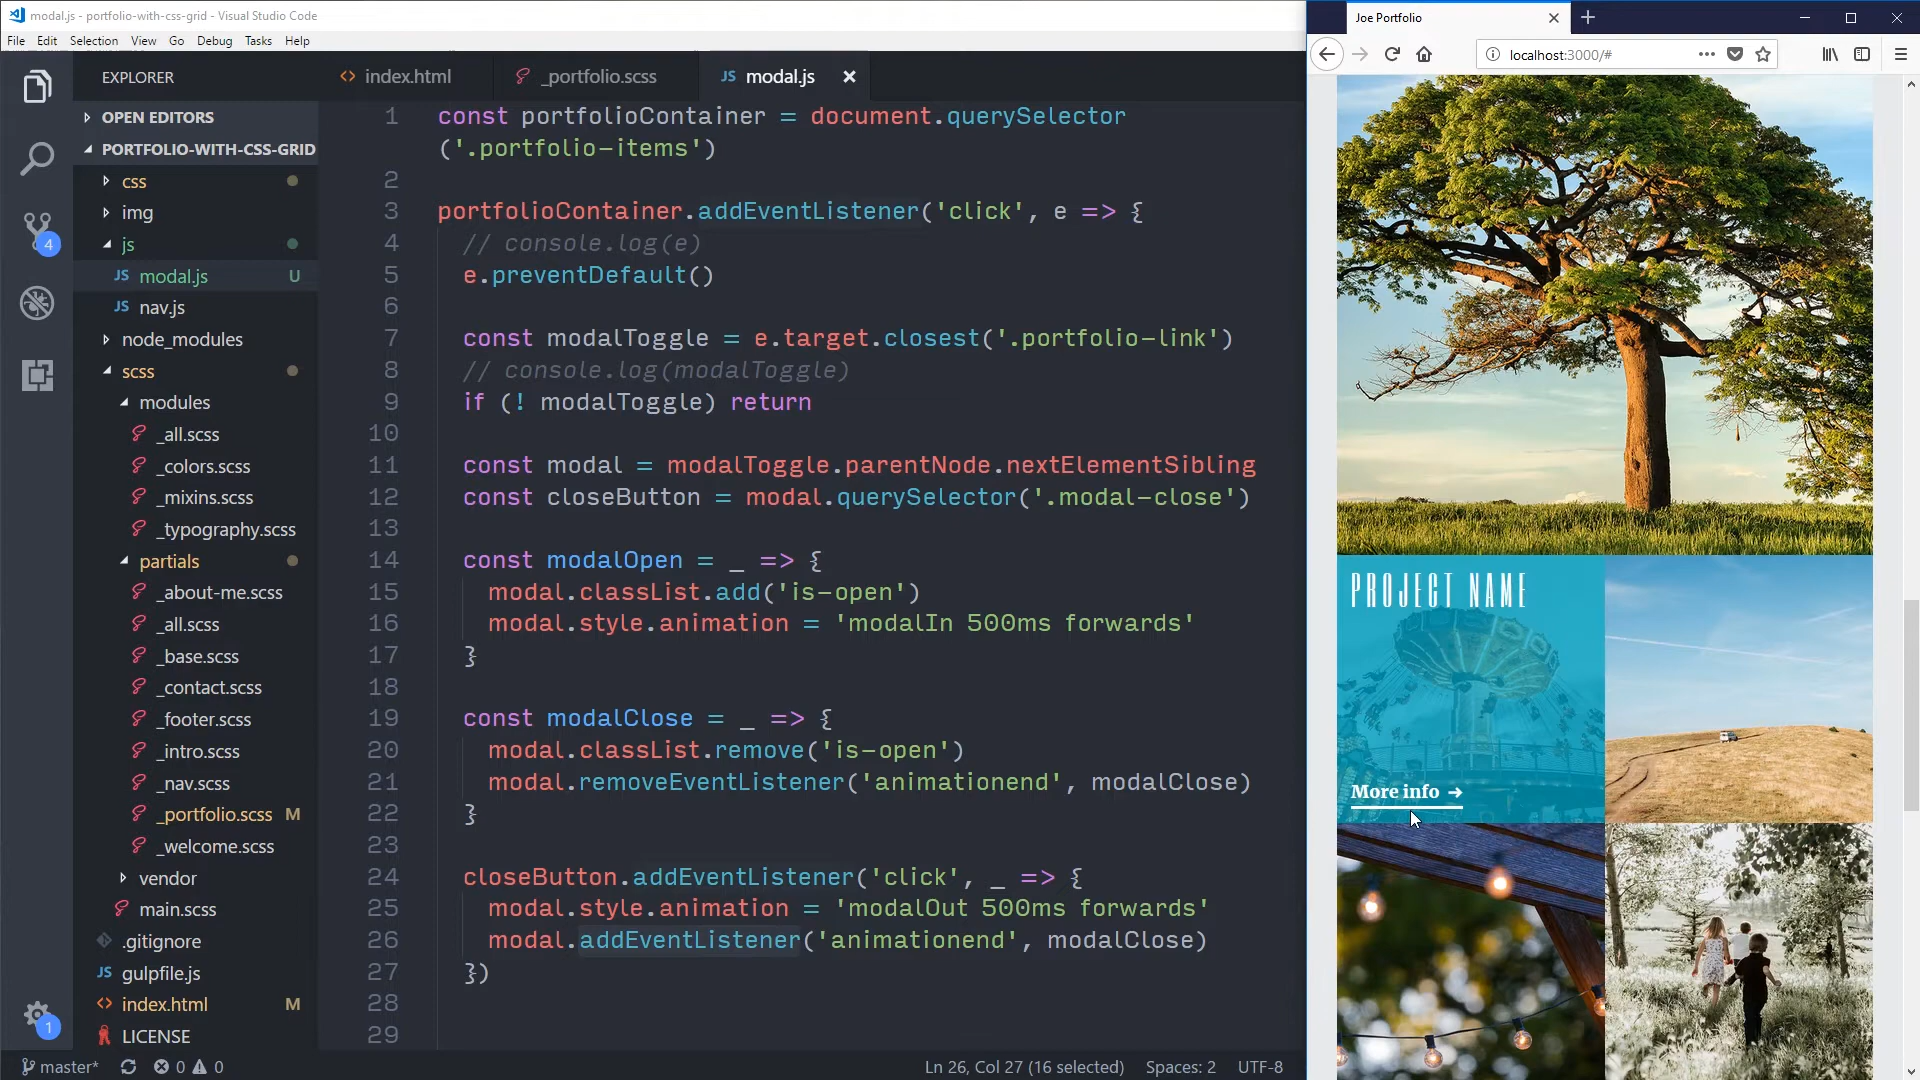 modal.js - portfolio-with-css-grid - Visual Studio Code
File Edit Selection View Go Debug Tasks Help
EXPLORER
OPEN EDITORS
PORTFOLIO-WITH-CSS-GRID
css
img
js
JS modal.js U
JS nav.js
node_modules
scss
modules
_all.scss
_colors.scss
_mixins.scss
_typography.scss
partials
_about-me.scss
_all.scss
_base.scss
_contact.scss
_footer.scss
_intro.scss
_nav.scss
_portfolio.scss M
_welcome.scss
vendor
main.scss
.gitignore
JS gulpfile.js
index.html M
LICENSE
4
1
index.html _portfolio.scss JS modal.js
1 const portfolioContainer = document.querySelector
('.portfolio-items')
2
3 portfolioContainer.addEventListener('click', e => {
4 // console.log(e)
5 e.preventDefault()
6
7 const modalToggle = e.target.closest('.portfolio-link')
8 // console.log(modalToggle)
9 if (! modalToggle) return
10
11 const modal = modalToggle.parentNode.nextElementSibling
12 const closeButton = modal.querySelector('.modal-close')
13
14 const modalOpen = _ => {
15 modal.classList.add('is-open')
16 modal.style.animation = 'modalIn 500ms forwards'
17 }
18
19 const modalClose = _ => {
20 modal.classList.remove('is-open')
21 modal.removeEventListener('animationend', modalClose)
22 }
23
24 closeButton.addEventListener('click', _ => {
25 modal.style.animation = 'modalOut 500ms forwards'
26 modal.addEventListener('animationend', modalClose)
27 })
28
29
master* 0 0 Ln 26, Col 27 (16 selected) Spaces: 2 UTF-8
Joe Portfolio
localhost:3000/#
PROJECT NAME
More info →